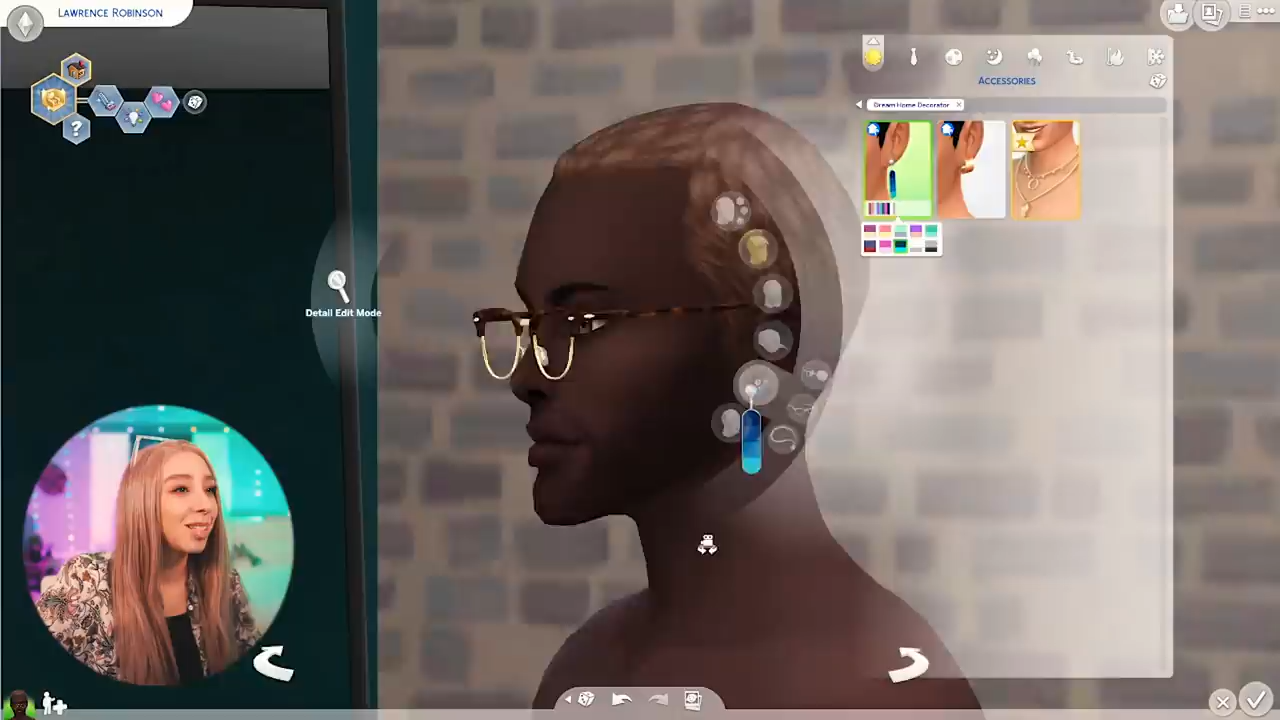 Lawrence Robinson
Accessories
Dream Home Decorator
Detail Edit Mode
?